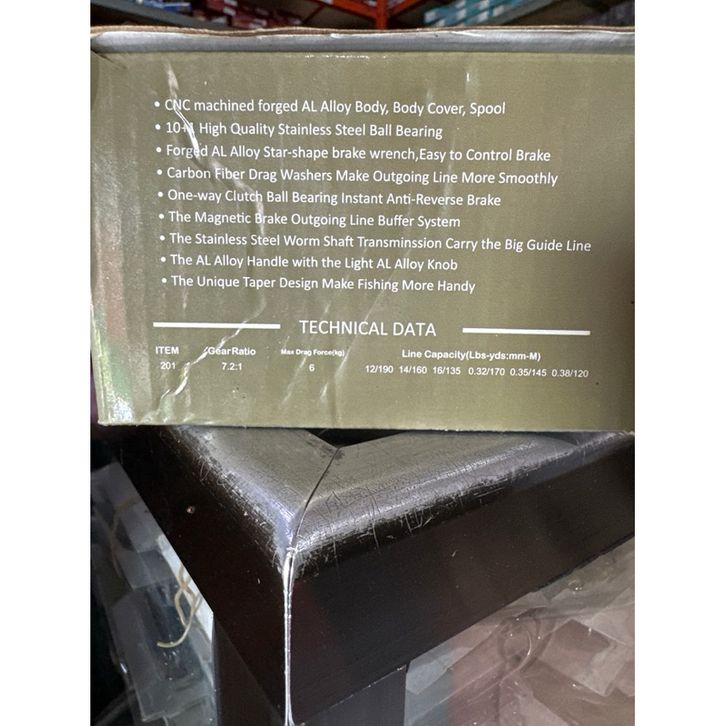 • CNC machined forged AL Alloy Body, Body Cover, Spool
• 10+1 High Quality Stainless Steel Ball Bearing
• Forged AL Alloy Star-shape brake wrench,Easy to Control Brake
• Carbon Fiber Drag Washers Make Outgoing Line More Smoothly
• One-way Clutch Ball Bearing Instant Anti-Reverse Brake
• The Magnetic Brake Outgoing Line Buffer System
• The Stainless Steel Worm Shaft Transminssion Carry the Big Guide Line
• The AL Alloy Handle with the Light AL Alloy Knob
• The Unique Taper Design Make Fishing More Handy
TECHNICAL DATA
ITEM GearRatio Max Drag Force(kg) Line Capacity(Lbs-yds:mm-M)
201 7.2:1 6 12/190 14/160 16/135 0.32/170 0.35/145 0.38/120